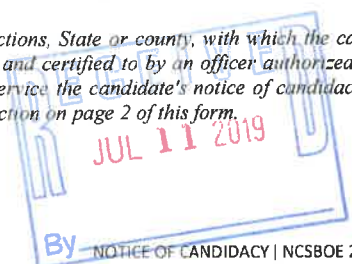 ctions, State or county, with which the ca
and certified to by an officer authorized
ervice the candidate's notice of candidac
ction on page 2 of this form.
RECEIVED
JUL 11 2019
By NOTICE OF CANDIDACY | NCSBOE 2